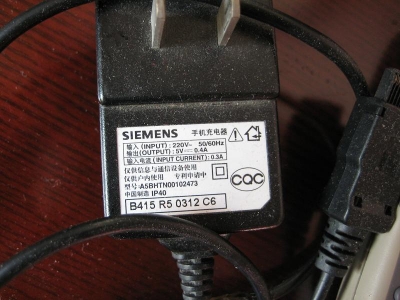 SIEMENS 手机充电器
输入(INPUT): 220V~ 50/60Hz
输出(OUTPUT): 5V⎓ 0.4A
输入电流(INPUT CURRENT): 0.3A
仅供信息与通信设备使用
仅供户内使用 专利申请中
型号: A5BHTN00102473
中国制造 IP40
CQC
B415 R5 0312 C6